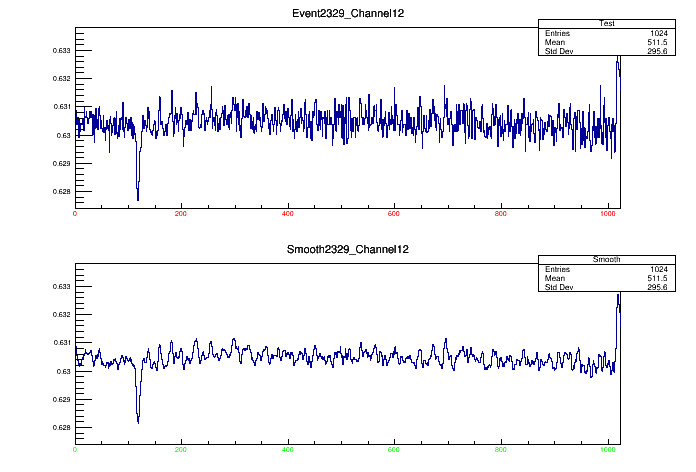 Event2329_Channel12
Test
Entries 1024
Mean 511.5
Std Dev 295.6
0.633
0.632
0.631
0.63
0.629
0.628
0 200 400 600 800 1000
Smooth2329_Channel12
Smooth
Entries 1024
Mean 511.5
Std Dev 295.6
0.633
0.632
0.631
0.63
0.629
0.628
0 200 400 600 800 1000